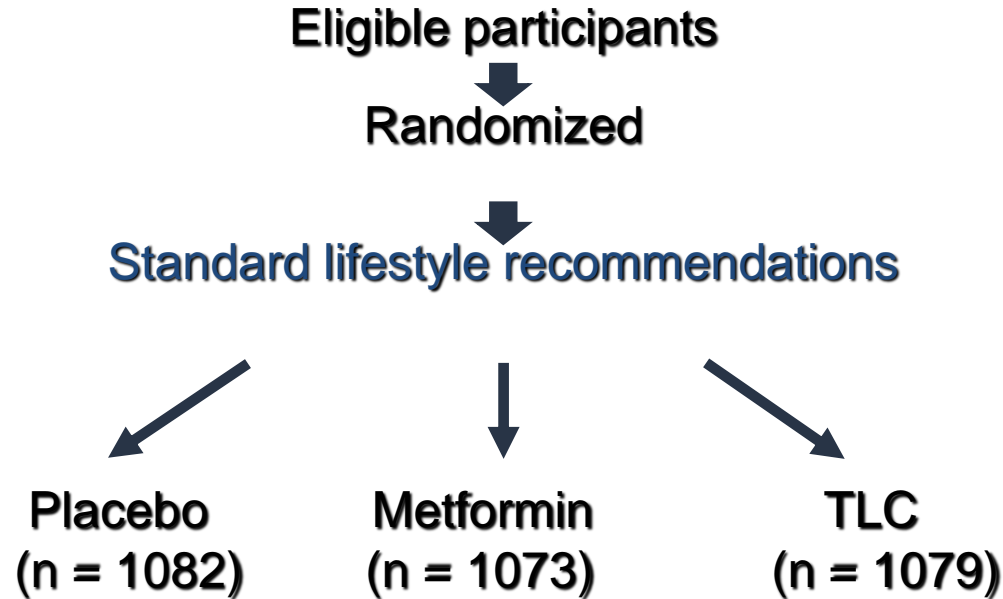 Eligible participants
Randomized
Standard lifestyle recommendations
Placebo
(n = 1082)
Metformin
(n = 1073)
TLC
(n = 1079)